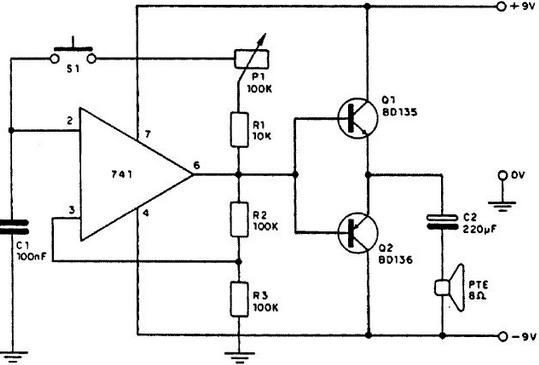 +9V
S1
P1
100K
Q1
BD135
2
7
R1
10K
741
6
0V
3
4
R2
100K
C1
100nF
Q2
BD136
C2
220µF
R3
100K
PTE
8Ω
-9V